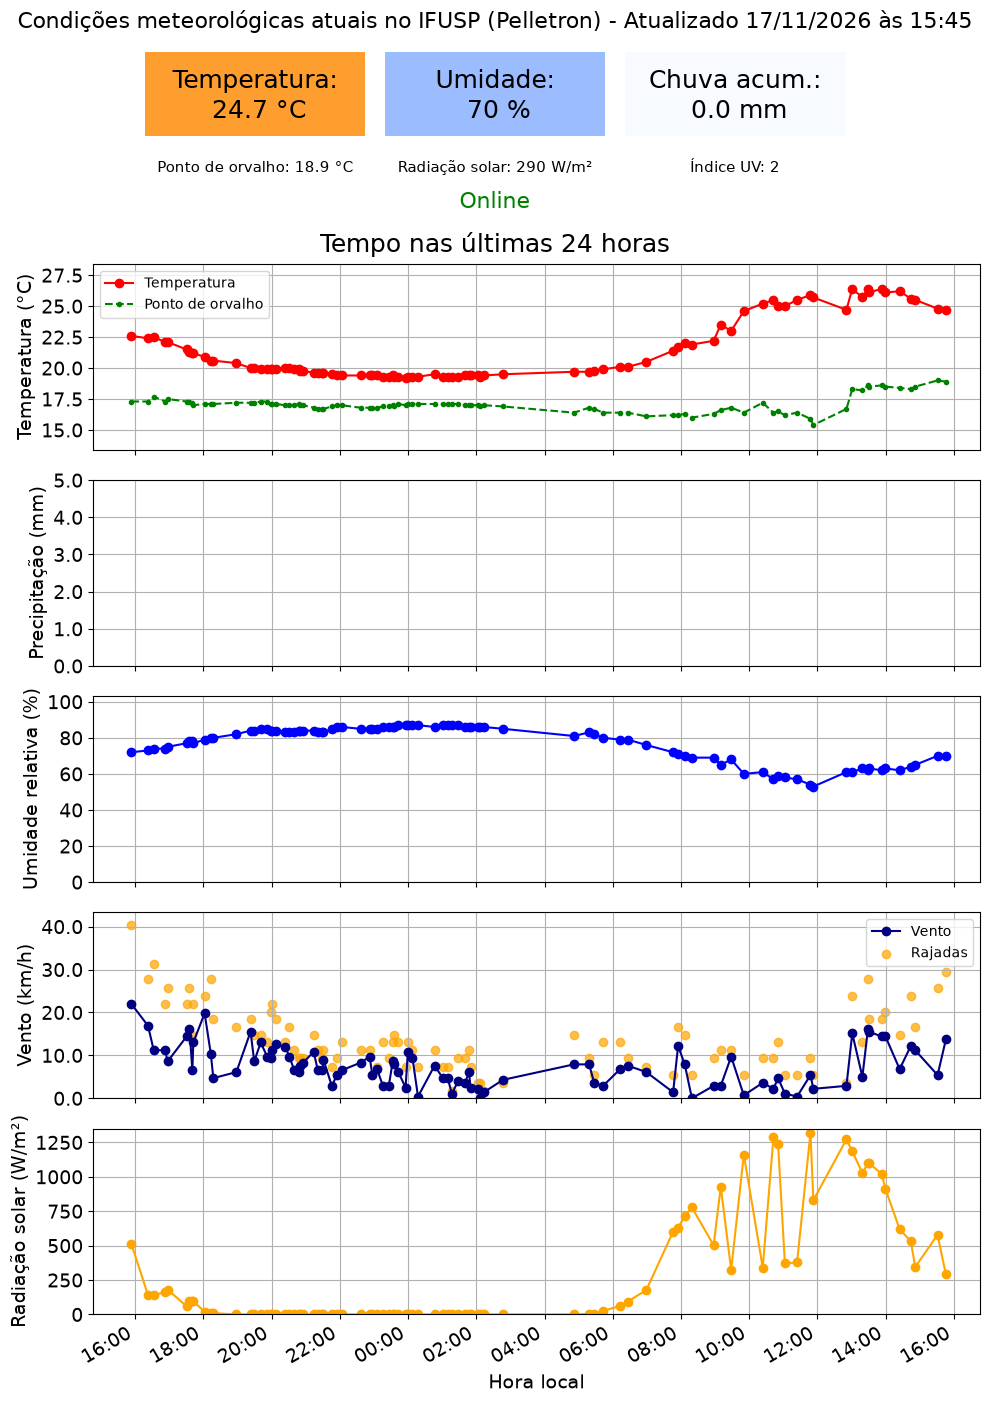 Condições meteorológicas atuais no IFUSP (Pelletron) - Atualizado 17/11/2026 às 15:45
Temperatura:
24.7 °C
Umidade:
70 %
Chuva acum.:
0.0 mm
Ponto de orvalho: 18.9 °C
Radiação solar: 290 W/m²
Índice UV: 2
Online
Tempo nas últimas 24 horas
Temperatura (°C)
27.5
25.0
22.5
20.0
17.5
15.0
Temperatura
Ponto de orvalho
Precipitação (mm)
5.0
4.0
3.0
2.0
1.0
0.0
Umidade relativa (%)
100
80
60
40
20
0
Vento (km/h)
40.0
30.0
20.0
10.0
0.0
Vento
Rajadas
Radiação solar (W/m²)
1250
1000
750
500
250
0
16:00
18:00
20:00
22:00
00:00
02:00
04:00
06:00
08:00
10:00
12:00
14:00
16:00
Hora local